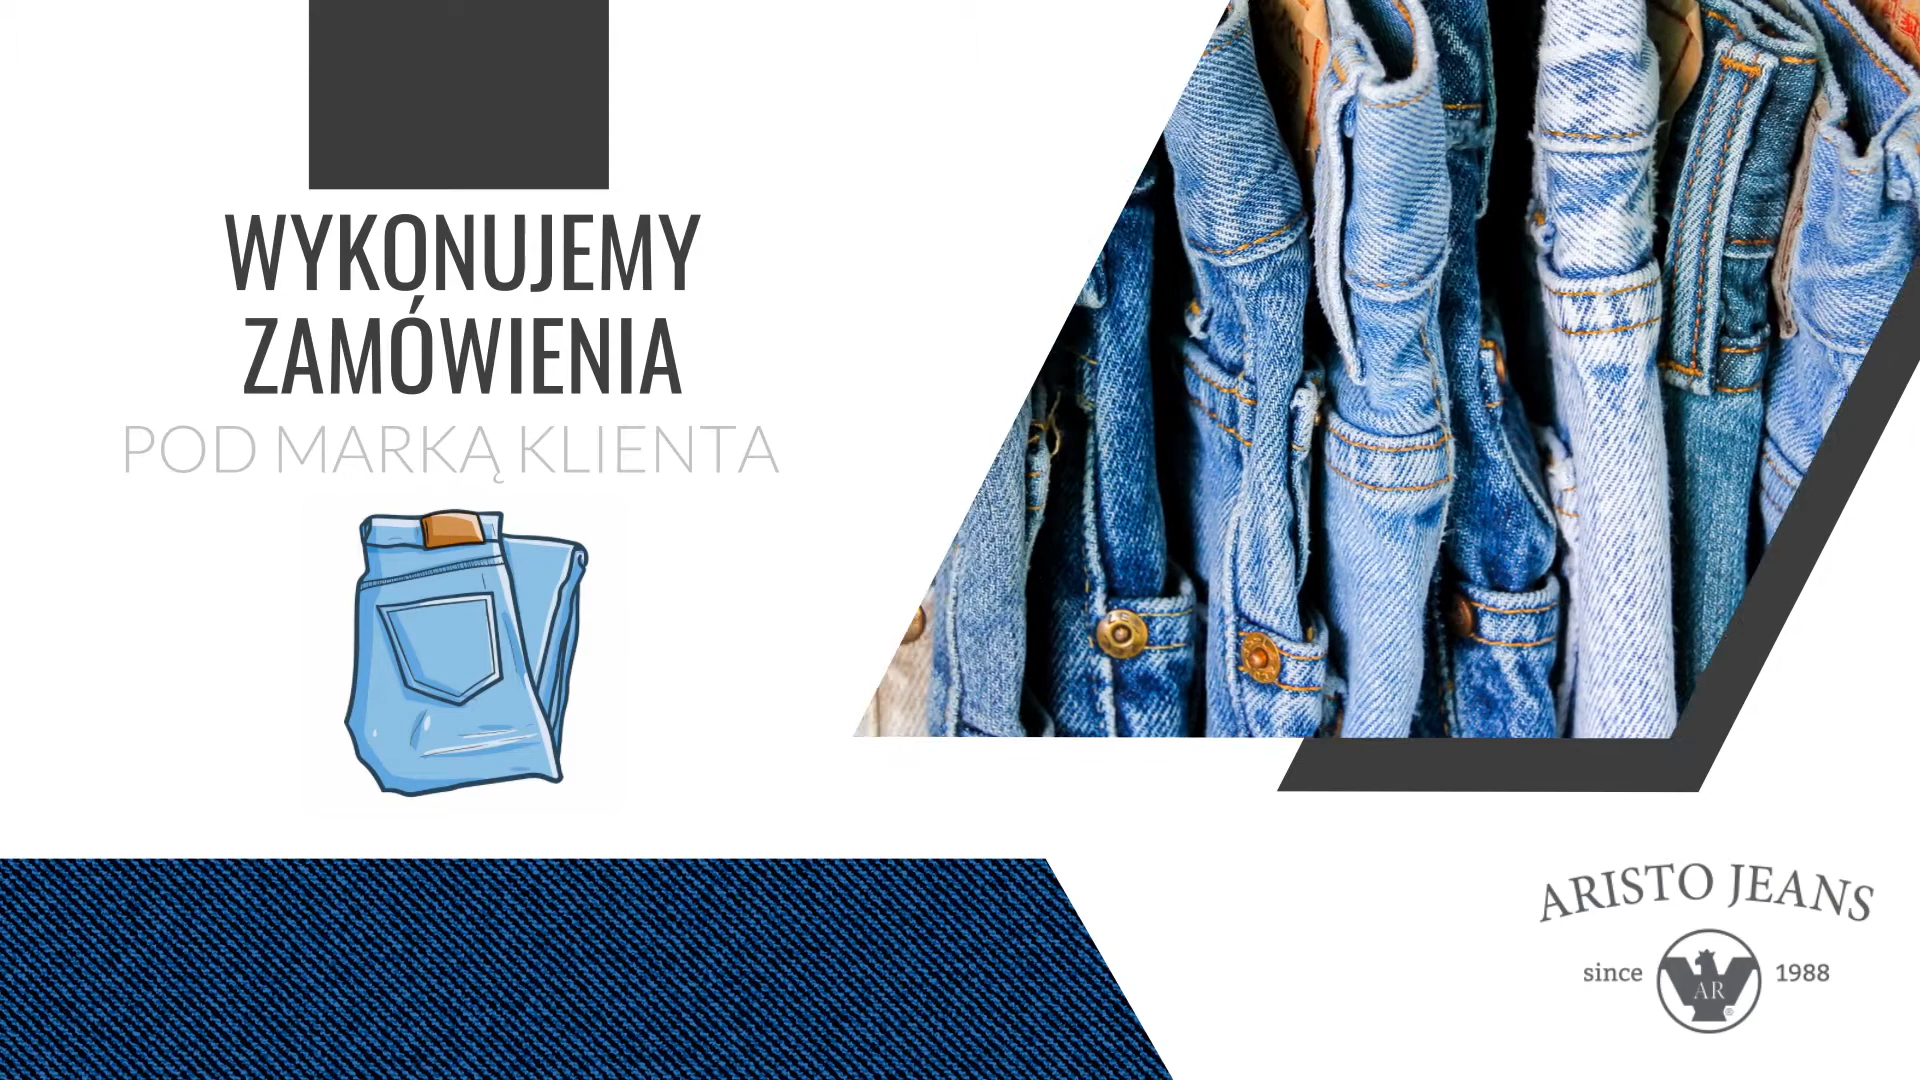 WYKONUJEMY
ZAMÓWIENIA
POD MARKĄ KLIENTA
ARISTO JEANS
since 1988
AR
®